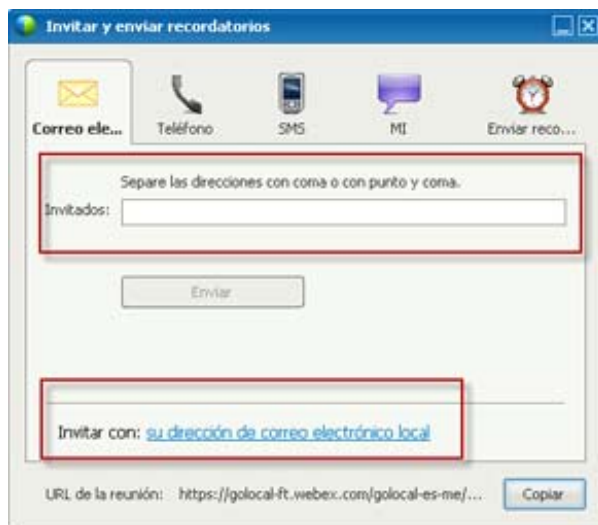 Invitar y enviar recordatorios
Correo ele... Teléfono SMS MI Enviar reco...
Separe las direcciones con coma o con punto y coma.
Invitados:
Enviar
Invitar con: su dirección de correo electrónico local
URL de la reunión: https://golocal-ft.webex.com/golocal-es-me/... Copiar